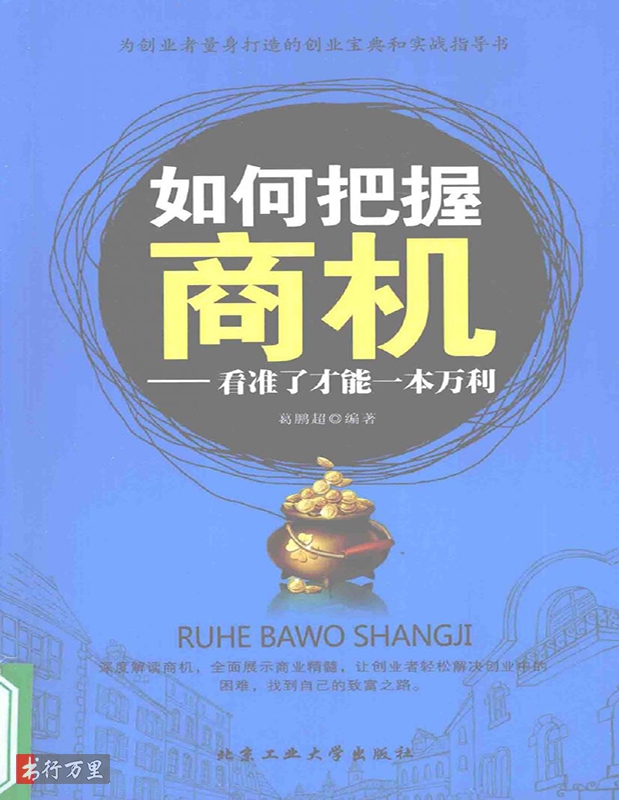 为创业者量身打造的创业宝典和实战指导书
如何把握
商机
——看准了才能一本万利
葛鹏超◎编著
RUHE BAWO SHANGJI
深度解读商机，全面展示商业精髓，让创业者轻松解决创业中的
困难，找到自己的致富之路。
北京工业大学出版社
书行万里